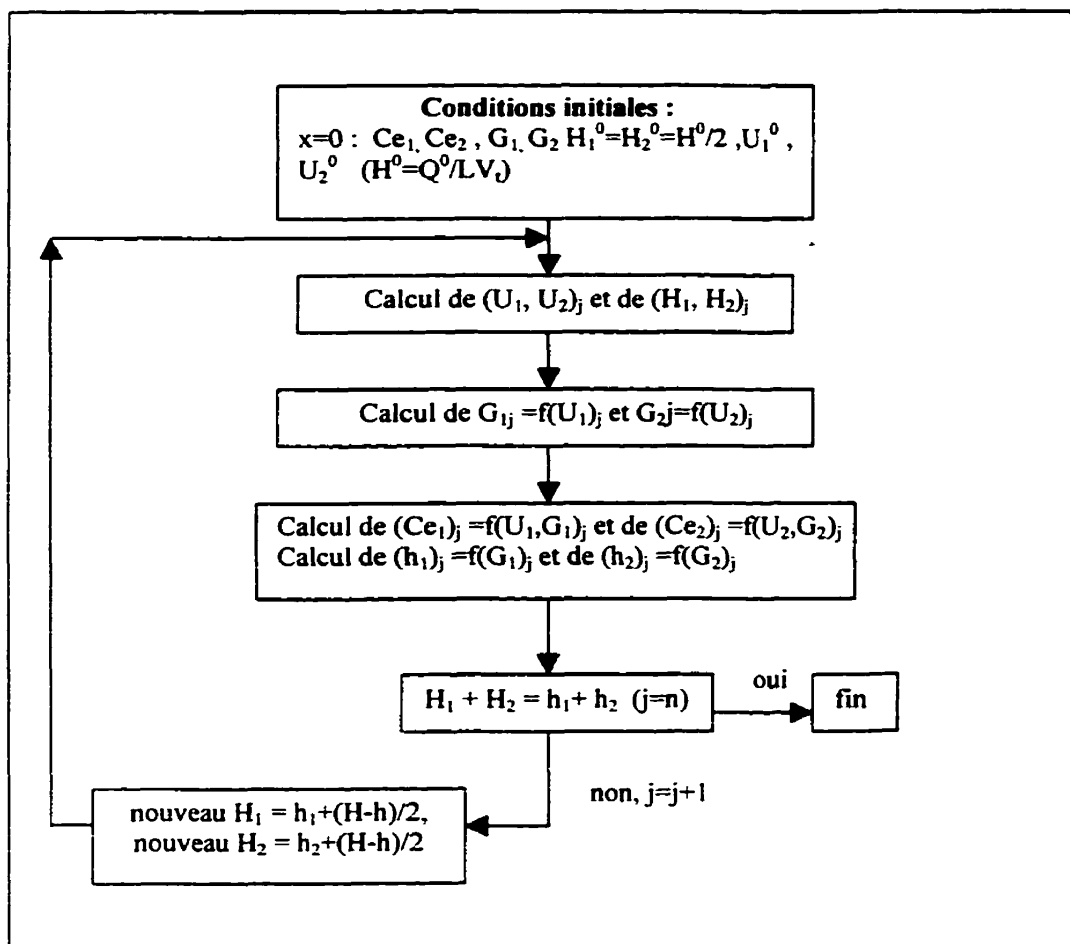 Conditions initiales :
x=0 : Ce₁, Ce₂ , G₁, G₂ H₁⁰=H₂⁰=H⁰/2 ,U₁⁰ ,
U₂⁰ (H⁰=Q⁰/LVₜ)
Calcul de (U₁, U₂)ⱼ et de (H₁, H₂)ⱼ
Calcul de G₁ⱼ =f(U₁)ⱼ et G₂j=f(U₂)ⱼ
Calcul de (Ce₁)ⱼ =f(U₁,G₁)ⱼ et de (Ce₂)ⱼ =f(U₂,G₂)ⱼ
Calcul de (h₁)ⱼ =f(G₁)ⱼ et de (h₂)ⱼ =f(G₂)ⱼ
H₁ + H₂ = h₁+ h₂ (j=n)
oui
fin
non, j=j+1
nouveau H₁ = h₁+(H-h)/2,
nouveau H₂ = h₂+(H-h)/2